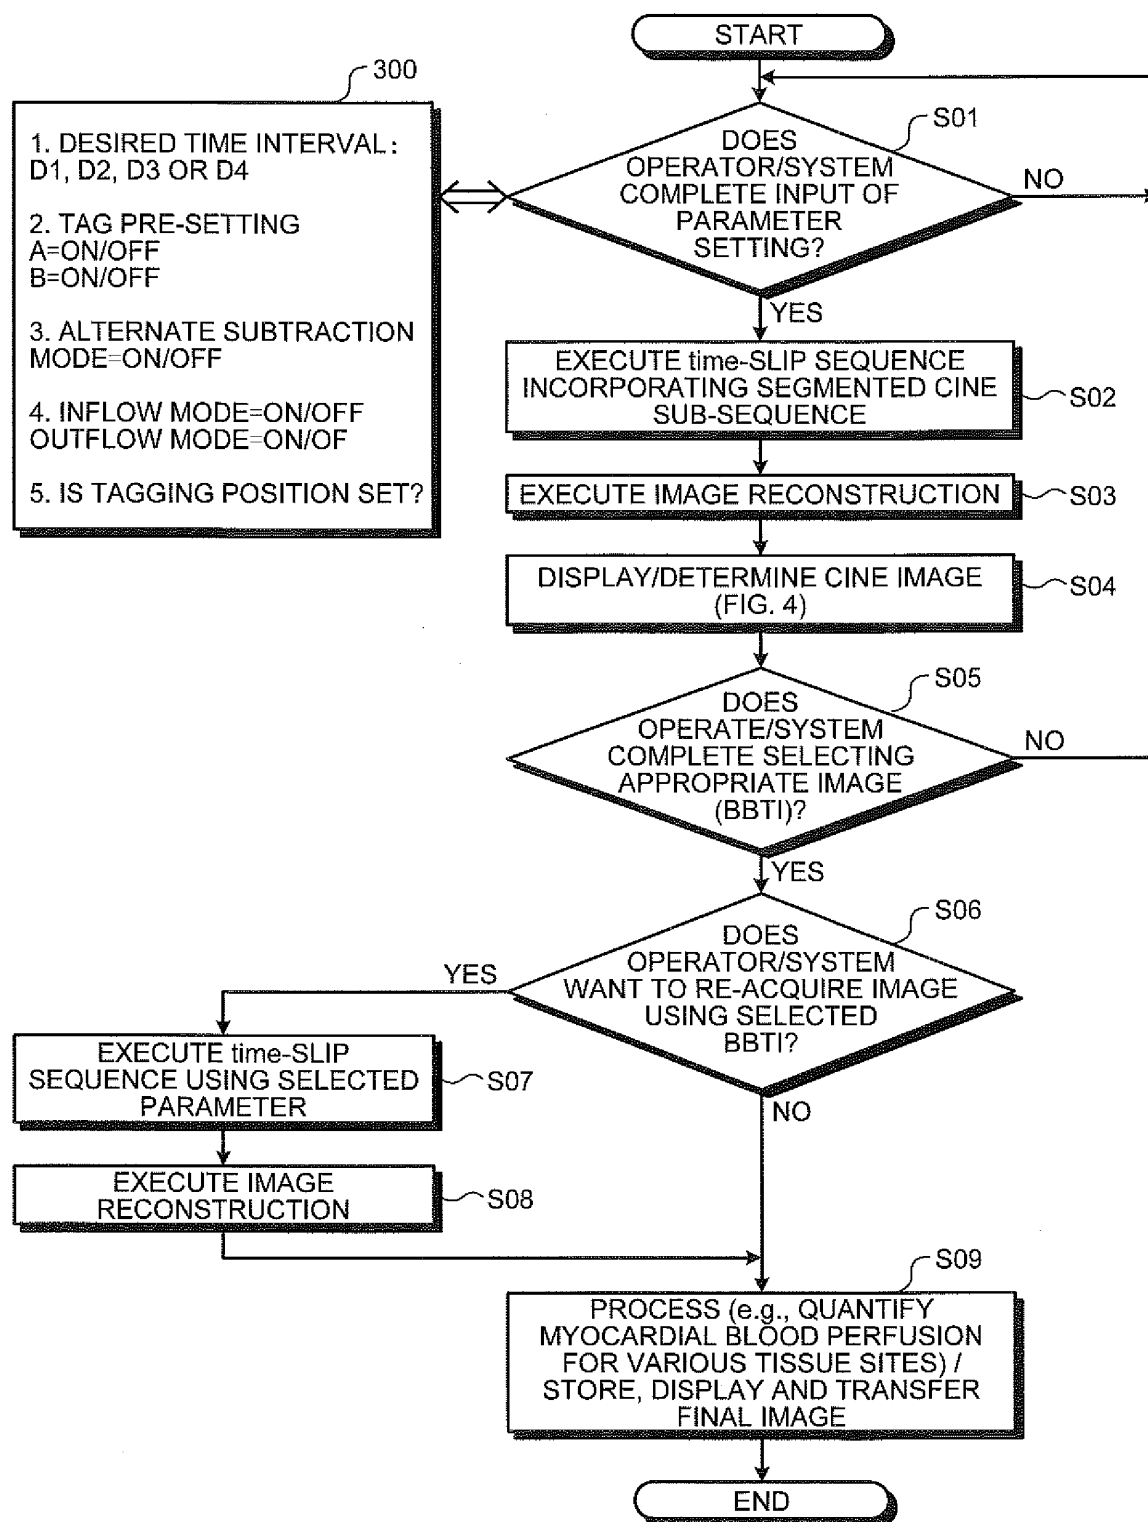 START
300
1. DESIRED TIME INTERVAL:
D1, D2, D3 OR D4
2. TAG PRE-SETTING
A=ON/OFF
B=ON/OFF
3. ALTERNATE SUBTRACTION
MODE=ON/OFF
4. INFLOW MODE=ON/OFF
OUTFLOW MODE=ON/OF
5. IS TAGGING POSITION SET?
S01
DOES
OPERATOR/SYSTEM
COMPLETE INPUT OF
PARAMETER
SETTING?
NO
YES
EXECUTE time-SLIP SEQUENCE
INCORPORATING SEGMENTED CINE
SUB-SEQUENCE
S02
EXECUTE IMAGE RECONSTRUCTION
S03
DISPLAY/DETERMINE CINE IMAGE
(FIG. 4)
S04
S05
DOES
OPERATE/SYSTEM
COMPLETE SELECTING
APPROPRIATE IMAGE
(BBTI)?
NO
YES
S06
DOES
OPERATOR/SYSTEM
WANT TO RE-ACQUIRE IMAGE
USING SELECTED
BBTI?
YES
NO
EXECUTE time-SLIP
SEQUENCE USING SELECTED
PARAMETER
S07
EXECUTE IMAGE
RECONSTRUCTION
S08
S09
PROCESS (e.g., QUANTIFY
MYOCARDIAL BLOOD PERFUSION
FOR VARIOUS TISSUE SITES) /
STORE, DISPLAY AND TRANSFER
FINAL IMAGE
END